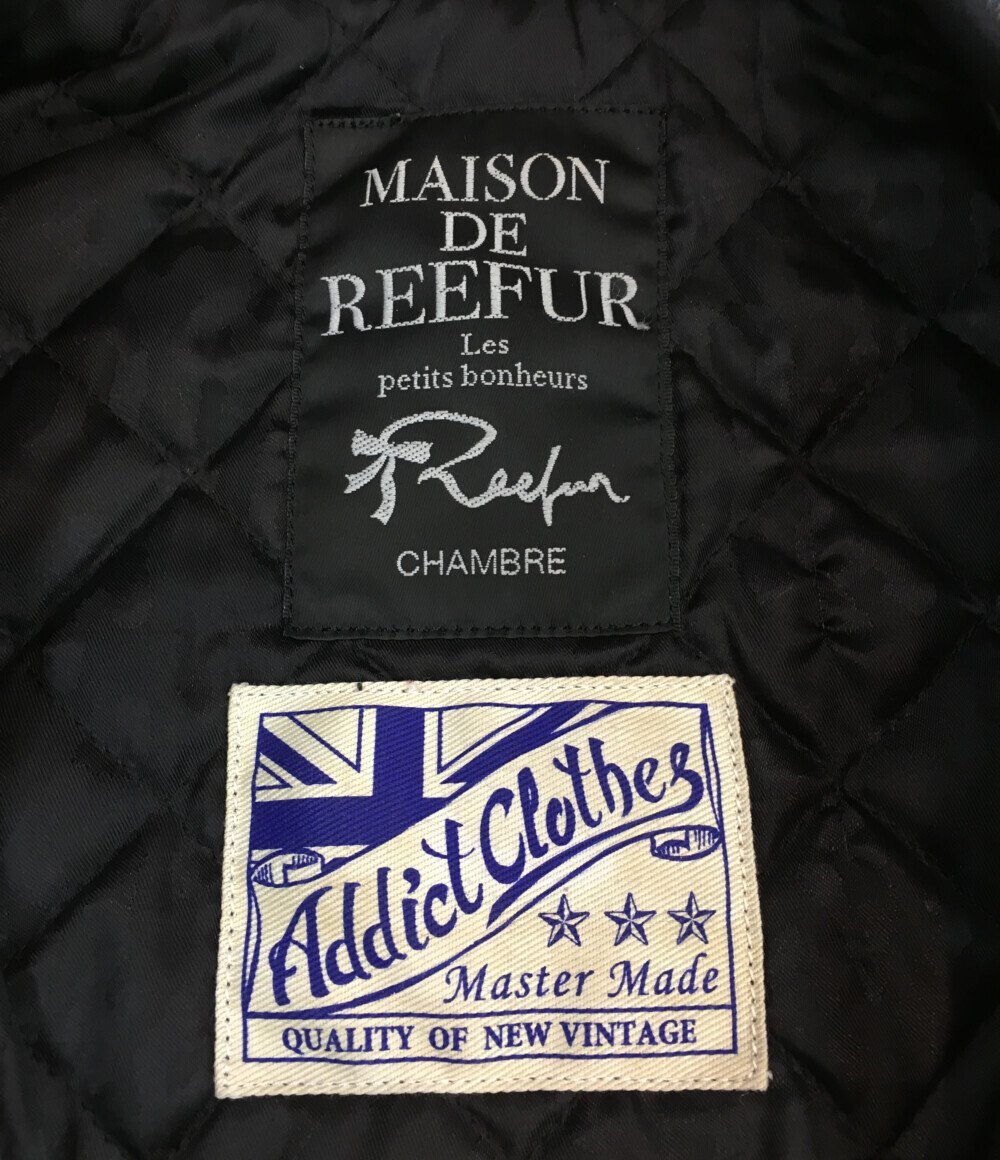 MAISON
DE
REEFUR
Les
petits bonheurs
Reefur
CHAMBRE
Addict Clothes
Master Made
QUALITY OF NEW VINTAGE